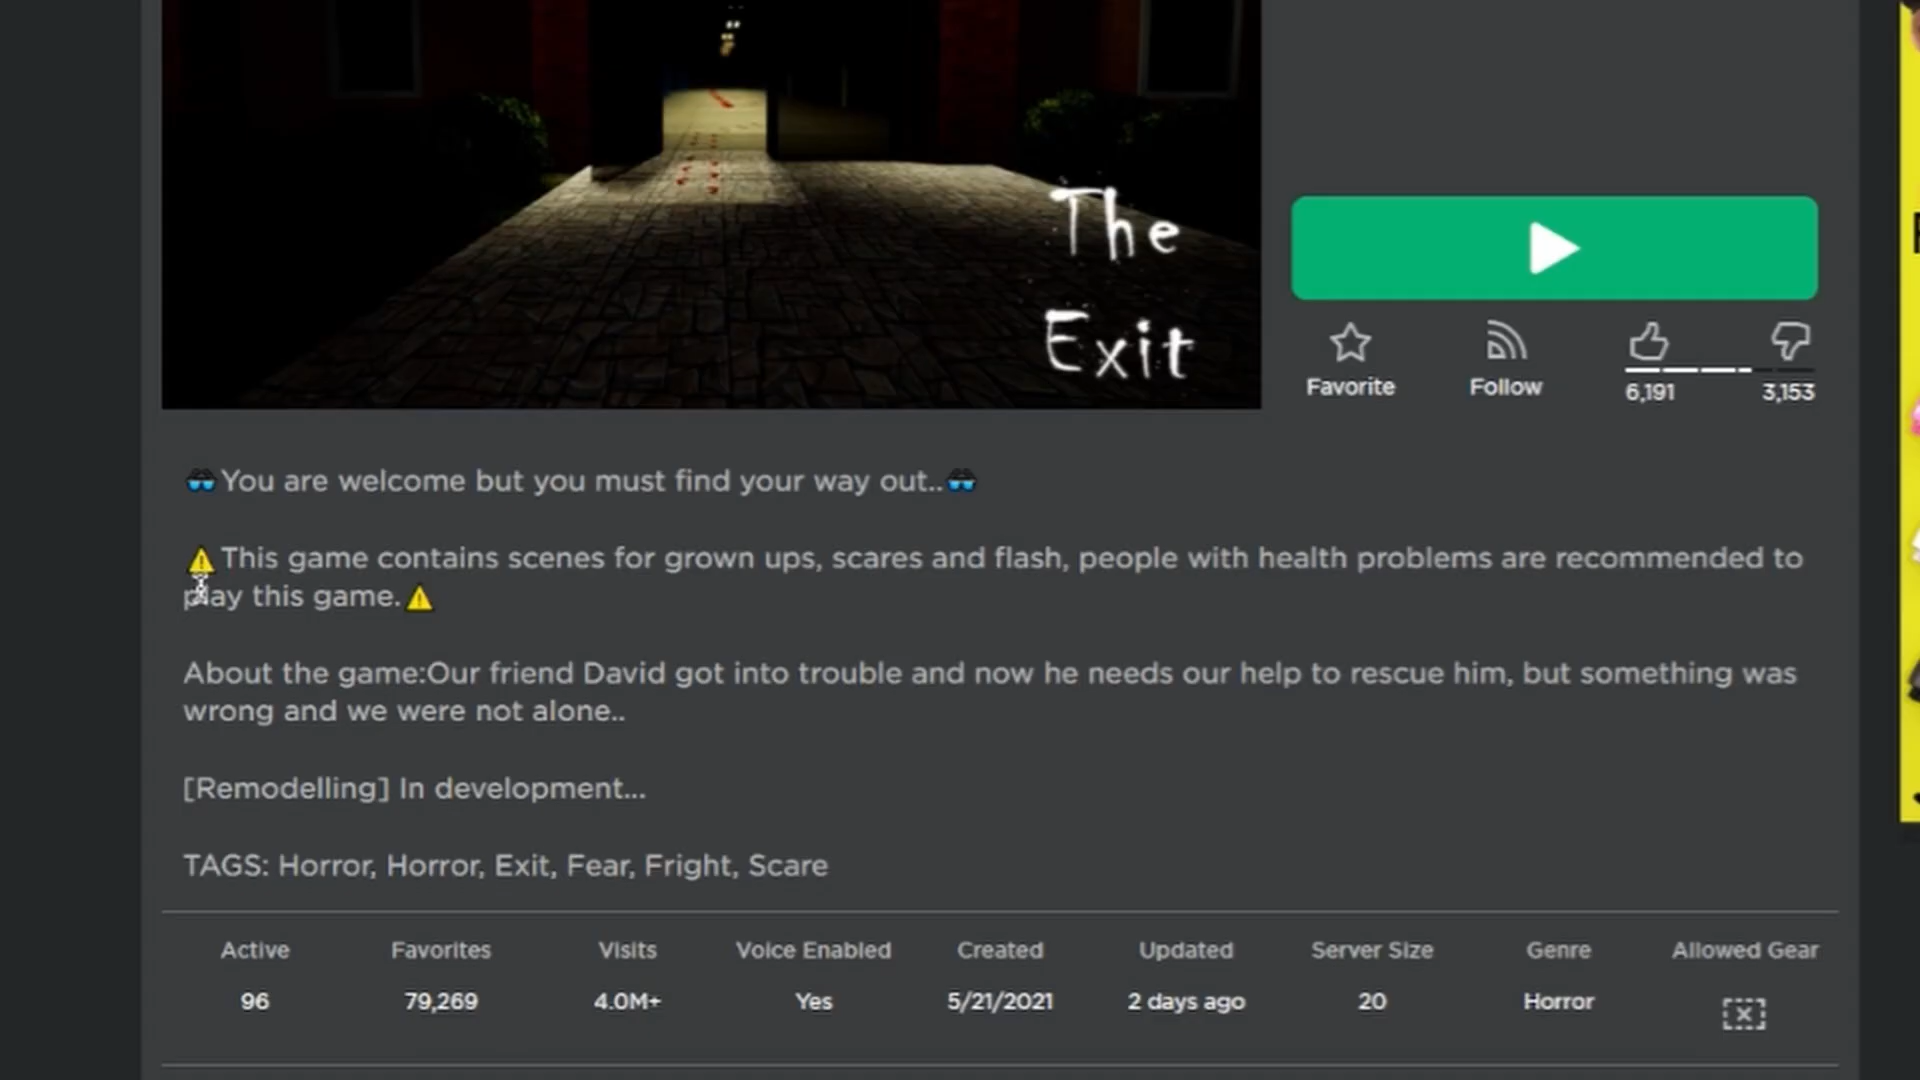 The
Exit
Favorite
Follow
6,191
3,153
You are welcome but you must find your way out..
This game contains scenes for grown ups, scares and flash, people with health problems are recommended to
play this game.
About the game:Our friend David got into trouble and now he needs our help to rescue him, but something was
wrong and we were not alone..
[Remodelling] In development...
TAGS: Horror, Horror, Exit, Fear, Fright, Scare
Active Favorites Visits Voice Enabled Created Updated Server Size Genre Allowed Gear
96 79,269 4.0M+ Yes 5/21/2021 2 days ago 20 Horror